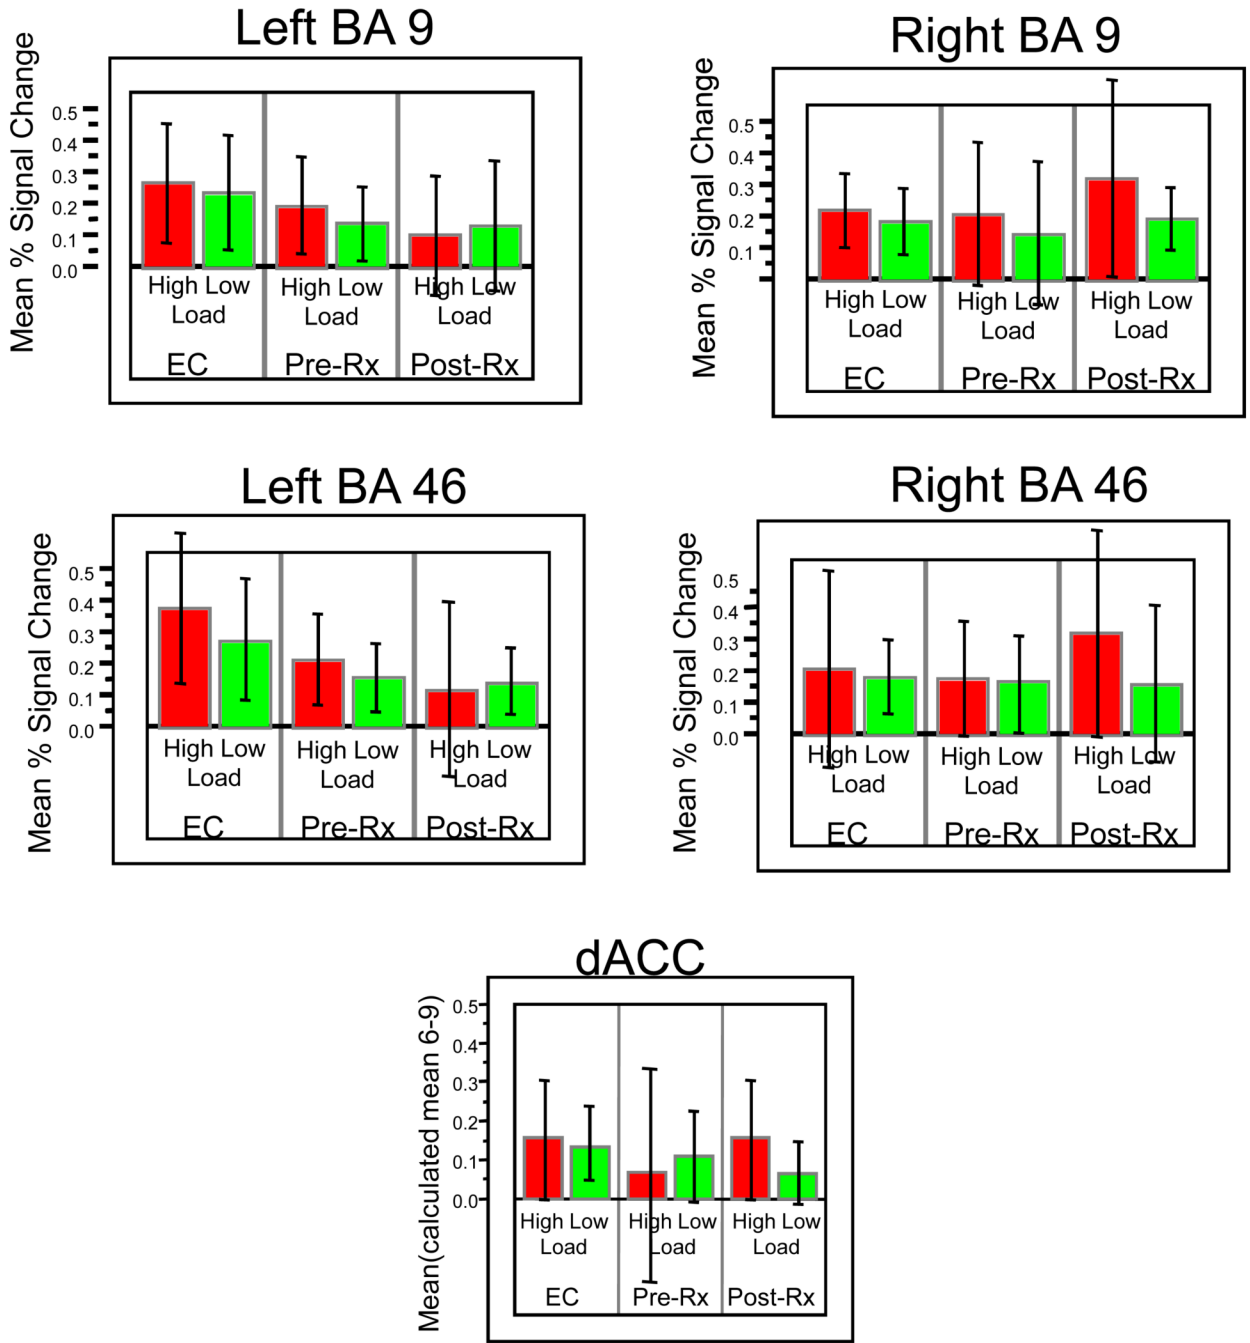 Left BA 9
Mean % Signal Change
0.5
0.4
0.3
0.2
0.1
0.0
High Low High Low High Low
Load Load Load
EC Pre-Rx Post-Rx
Right BA 9
Mean % Signal Change
0.5
0.4
0.3
0.2
0.1
High Low High Low High Low
Load Load Load
EC Pre-Rx Post-Rx
Left BA 46
Mean % Signal Change
0.5
0.4
0.3
0.2
0.1
0.0
High Low High Low High Low
Load Load Load
EC Pre-Rx Post-Rx
Right BA 46
Mean % Signal Change
0.5
0.4
0.3
0.2
0.1
0.0
High Low High Low High Low
Load Load Load
EC Pre-Rx Post-Rx
dACC
Mean(calculated mean 6-9)
0.5
0.4
0.3
0.2
0.1
0.0
High Low High Low High Low
Load Load Load
EC Pre-Rx Post-Rx